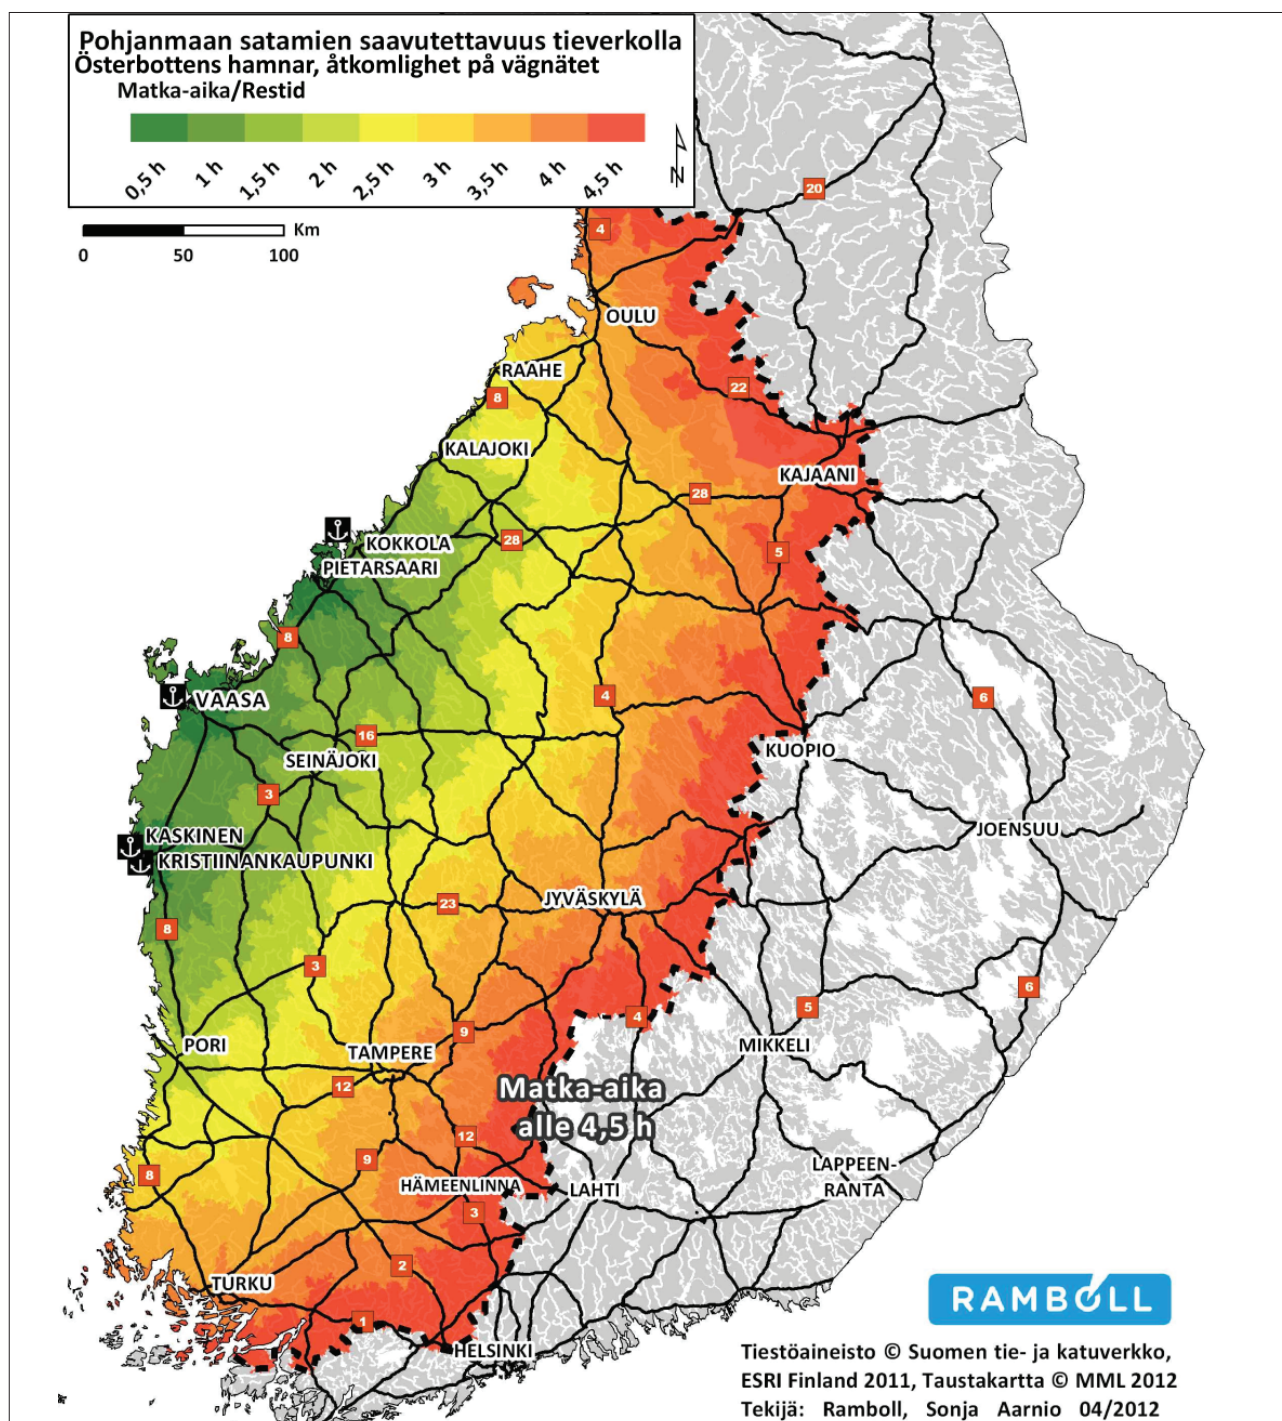 Pohjanmaan satamien saavutettavuus tieverkolla
Österbottens hamnar, åtkomlighet på vägnätet
Matka-aika/Restid
0,5 h
1 h
1,5 h
2 h
2,5 h
3 h
3,5 h
4 h
4,5 h
N
Km
0
50
100
20
4
OULU
RAAHE
8
22
KALAJOKI
KAJAANI
28
28
5
KOKKOLA
PIETARSAARI
8
VAASA
4
6
16
SEINÄJOKI
KUOPIO
3
KASKINEN
KRISTIINANKAUPUNKI
JOENSUU
JYVÄSKYLÄ
23
8
3
6
5
4
9
PORI
TAMPERE
MIKKELI
12
Matka-aika
alle 4,5 h
12
9
8
LAPPEEN-
RANTA
HÄMEENLINNA
LAHTI
3
2
TURKU
1
HELSINKI
RAMBOLL
Tiestöaineisto © Suomen tie- ja katuverkko,
ESRI Finland 2011, Taustakartta © MML 2012
Tekijä: Ramboll, Sonja Aarnio 04/2012